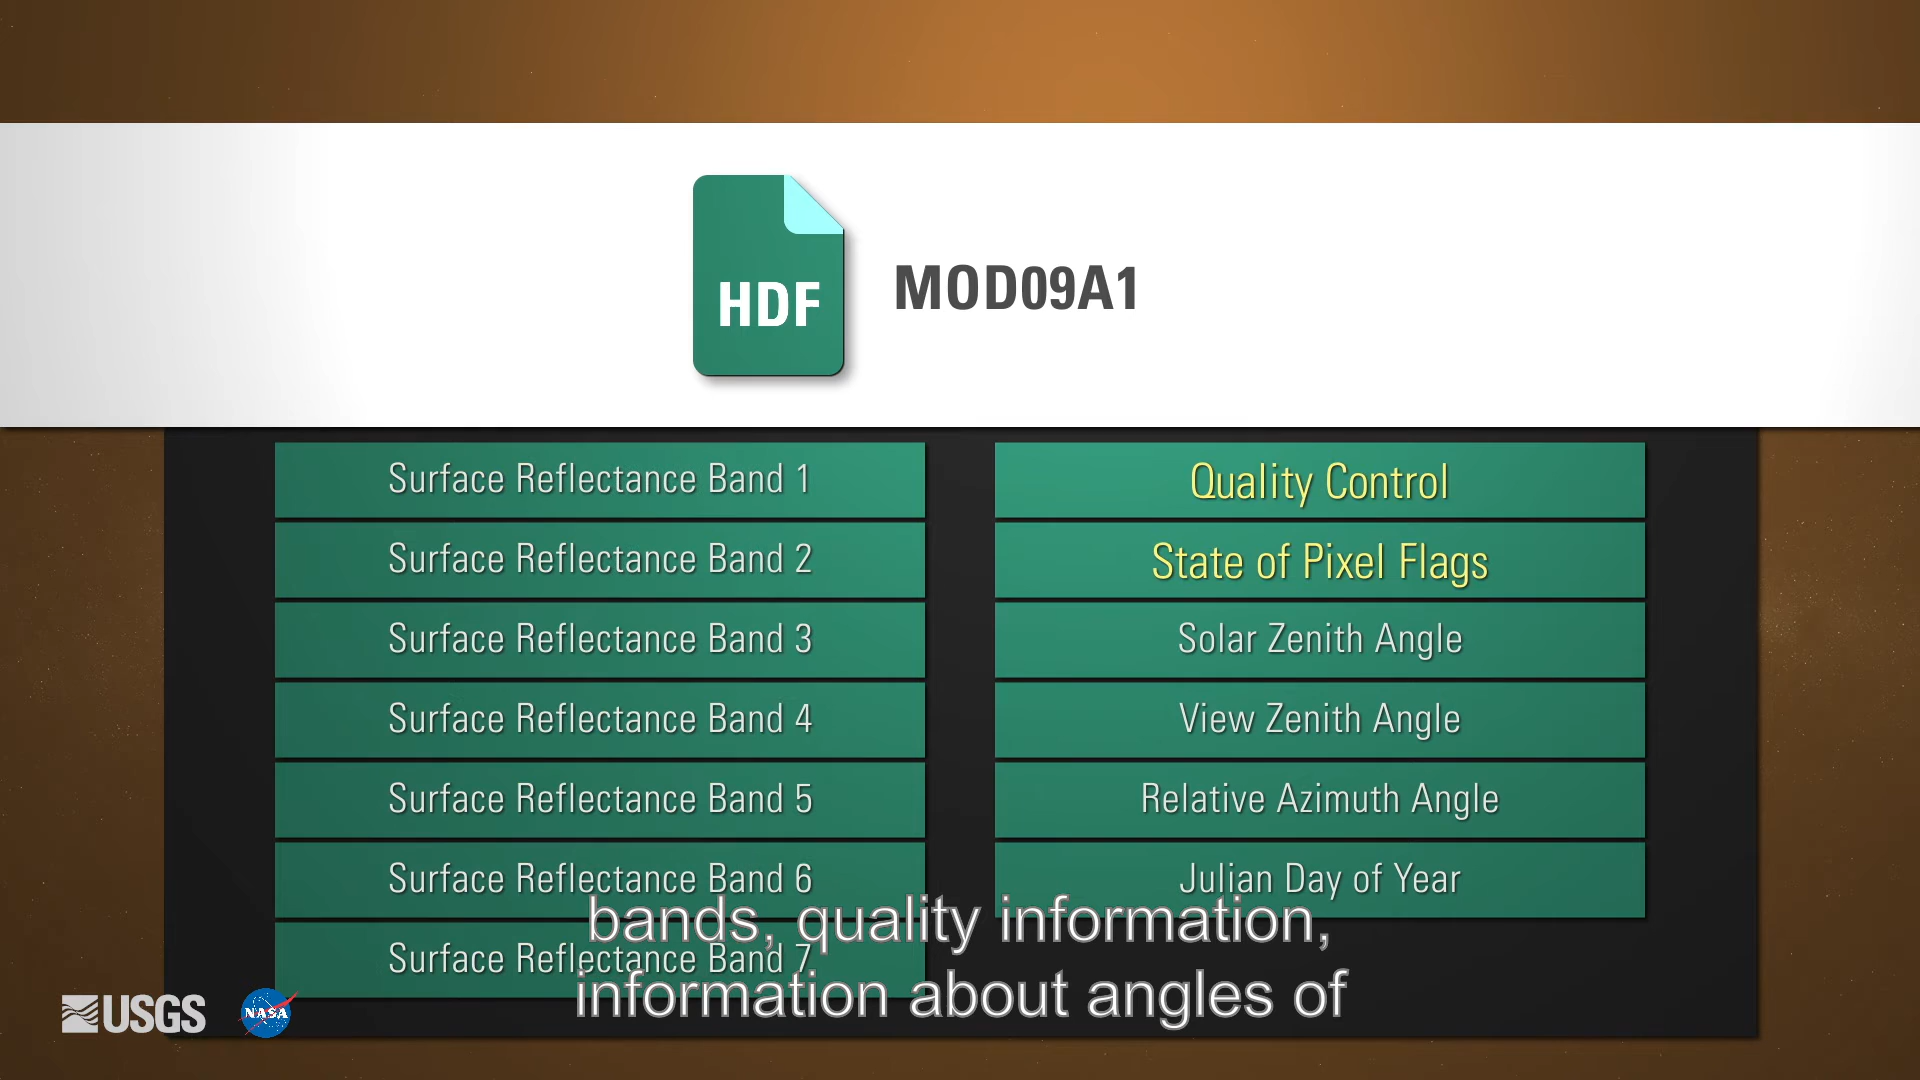 HDF
MOD09A1
Surface Reflectance Band 1
Surface Reflectance Band 2
Surface Reflectance Band 3
Surface Reflectance Band 4
Surface Reflectance Band 5
Surface Reflectance Band 6
Surface Reflectance Band 7
Quality Control
State of Pixel Flags
Solar Zenith Angle
View Zenith Angle
Relative Azimuth Angle
Julian Day of Year
bands, quality information,
information about angles of
USGS
NASA